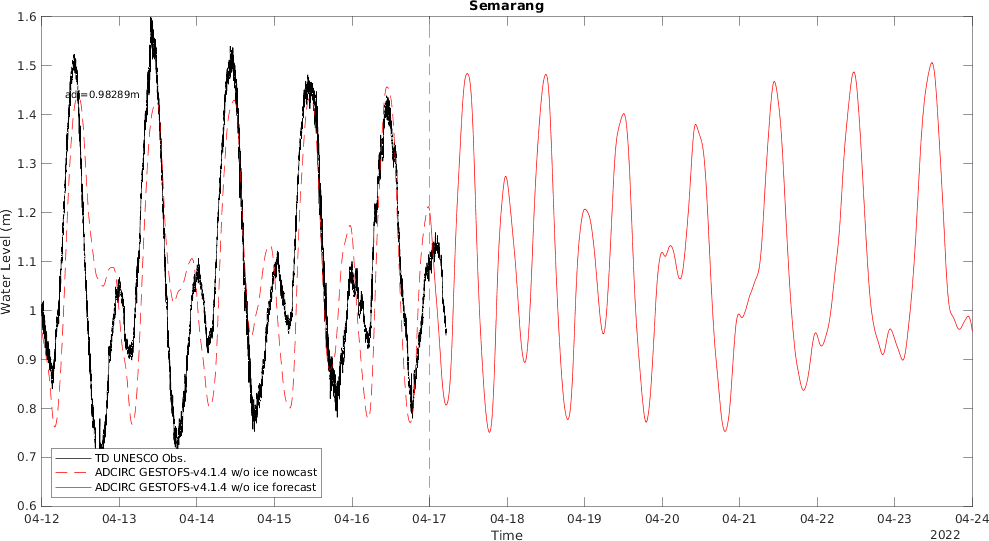 Semarang
Water Level (m)
1.6
1.5
1.4
1.3
1.2
1.1
1
0.9
0.8
0.7
0.6
adj=0.98289m
TD UNESCO Obs.
ADCIRC GESTOFS-v4.1.4 w/o ice nowcast
ADCIRC GESTOFS-v4.1.4 w/o ice forecast
04-12 04-13 04-14 04-15 04-16 04-17 04-18 04-19 04-20 04-21 04-22 04-23 04-24
Time
2022